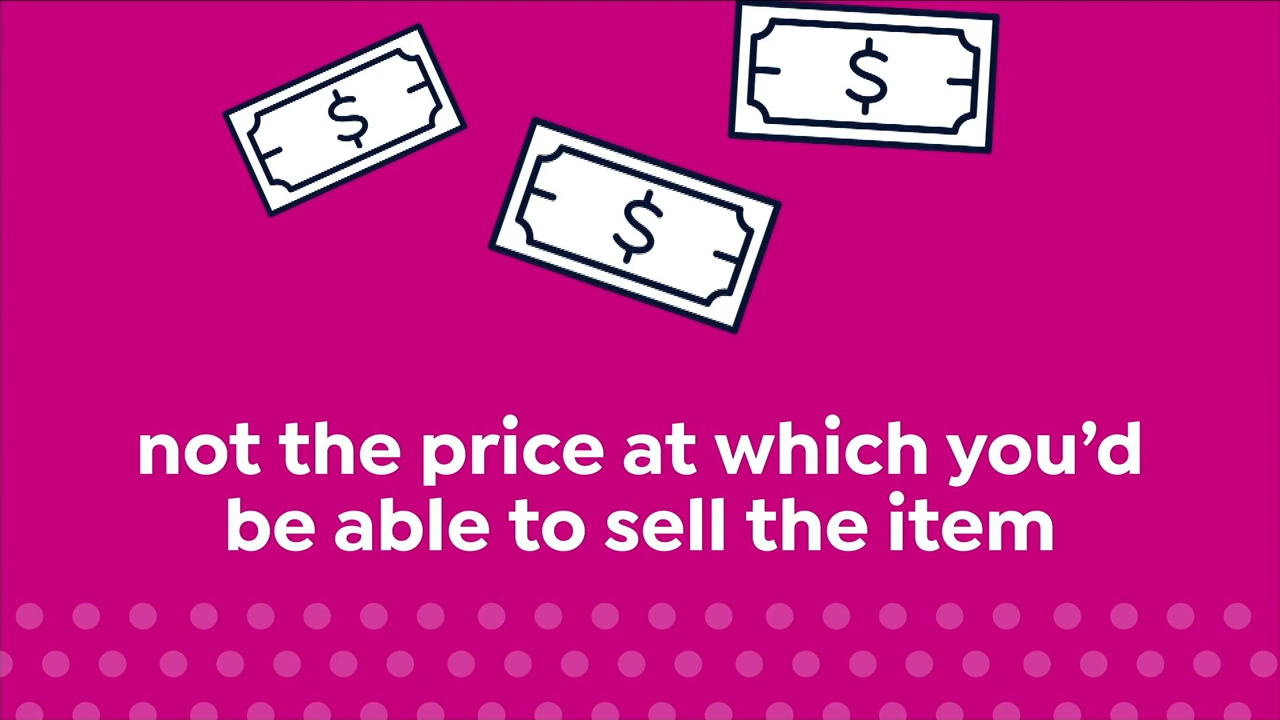 $
$
$
not the price at which you’d
be able to sell the item